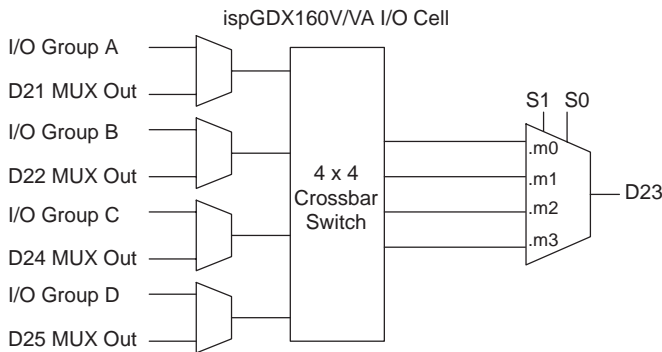 ispGDX160V/VA I/O Cell
I/O Group A
D21 MUX Out
I/O Group B
D22 MUX Out
I/O Group C
D24 MUX Out
I/O Group D
D25 MUX Out
4 x 4
Crossbar
Switch
S1 S0
.m0
.m1
.m2
.m3
D23